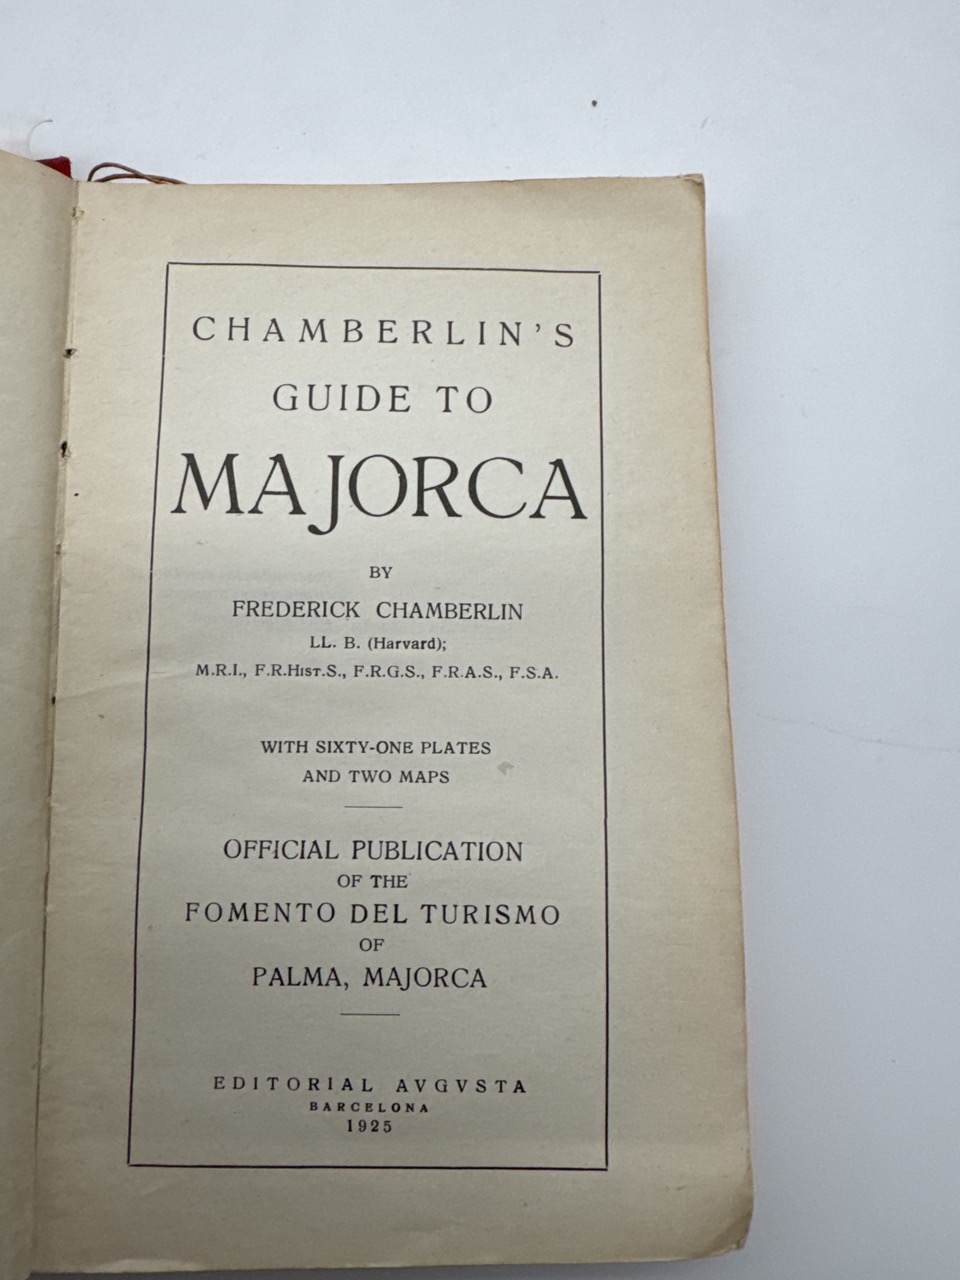 CHAMBERLIN'S
GUIDE TO
MAJORCA
BY
FREDERICK CHAMBERLIN
LL. B. (Harvard);
M.R.I., F.R.HIST.S., F.R.G.S., F.R.A.S., F.S.A.
WITH SIXTY-ONE PLATES
AND TWO MAPS
OFFICIAL PUBLICATION
OF THE
FOMENTO DEL TURISMO
OF
PALMA, MAJORCA
EDITORIAL AVGVSTA
BARCELONA
1925